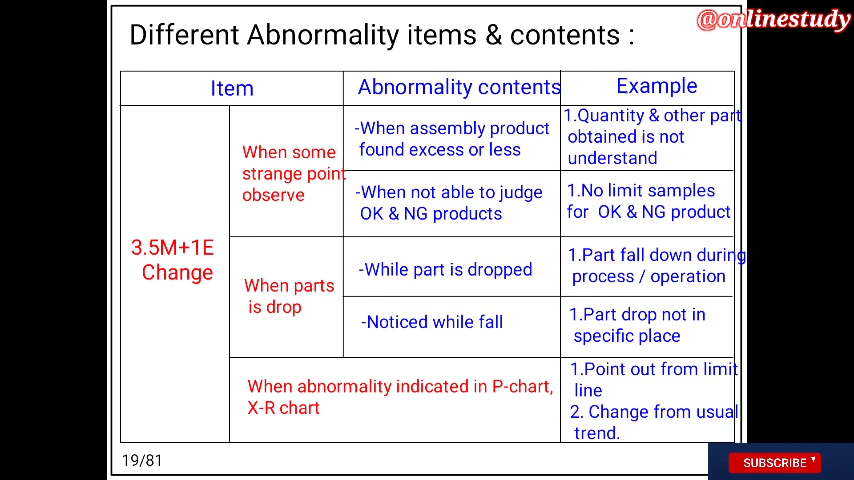 @onlinestudy
Different Abnormality items & contents :
Item
Abnormality contents
Example
3.5M+1E
Change
When some
strange point
observe
-When assembly product
found excess or less
1.Quantity & other part
obtained is not
understand
-When not able to judge
OK & NG products
1.No limit samples
for OK & NG product
When parts
is drop
-While part is dropped
1.Part fall down during
process / operation
-Noticed while fall
1.Part drop not in
specific place
When abnormality indicated in P-chart,
X-R chart
1.Point out from limit
line
2. Change from usual
trend.
19/81
SUBSCRIBE